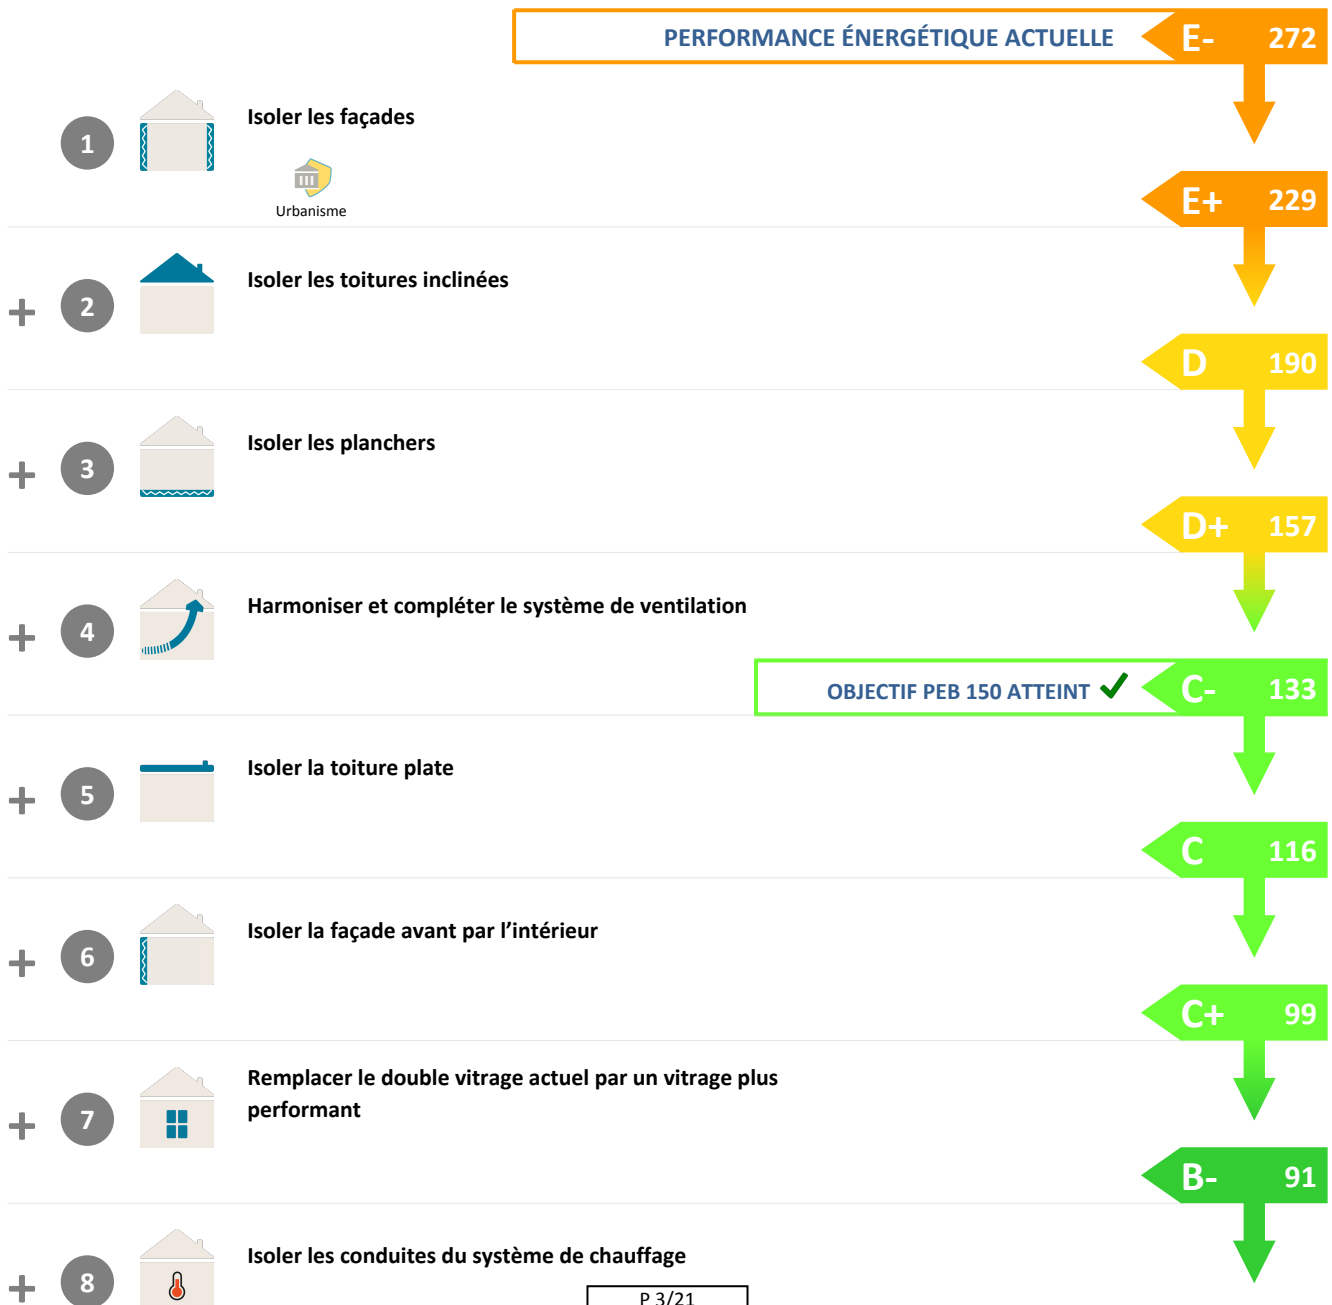 PERFORMANCE ÉNERGÉTIQUE ACTUELLE E- 272
1 Isoler les façades
Urbanisme
E+ 229
+ 2 Isoler les toitures inclinées
D 190
+ 3 Isoler les planchers
D+ 157
+ 4 Harmoniser et compléter le système de ventilation
OBJECTIF PEB 150 ATTEINT ✓ C- 133
+ 5 Isoler la toiture plate
C 116
+ 6 Isoler la façade avant par l’intérieur
C+ 99
+ 7 Remplacer le double vitrage actuel par un vitrage plus
performant
B- 91
+ 8 Isoler les conduites du système de chauffage
P 3/21